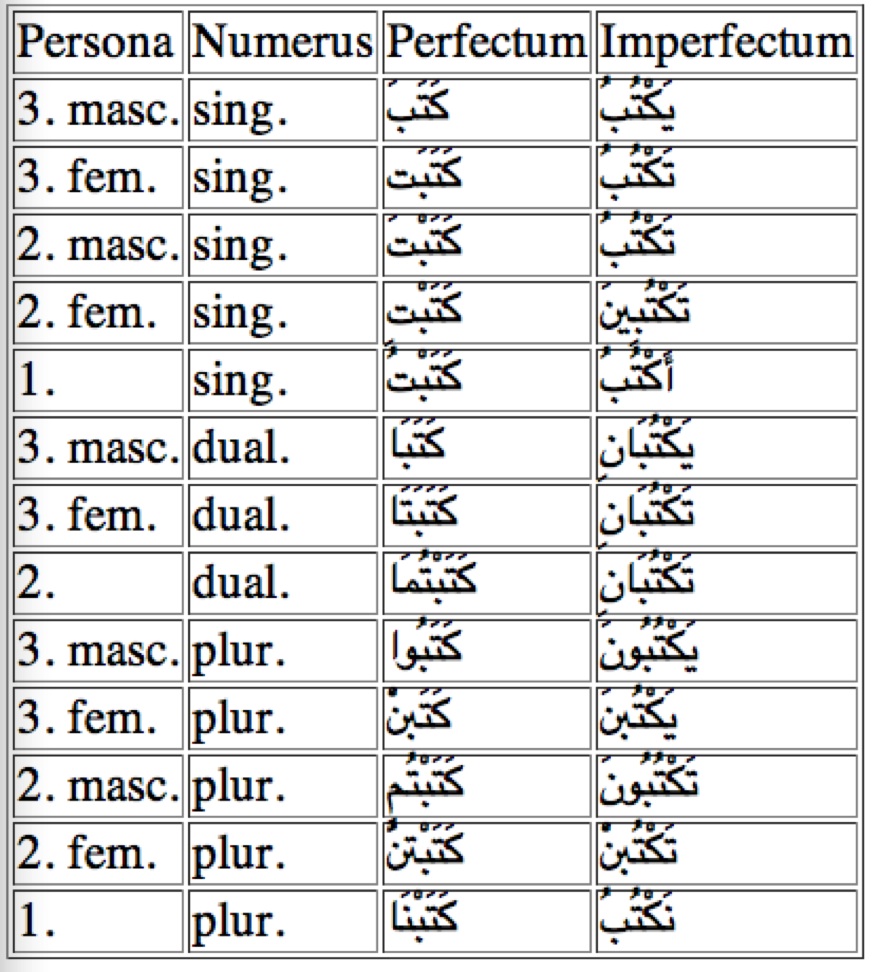 Persona Numerus Perfectum Imperfectum
3. masc. sing. كَتَبَ يَكْتُبُ
3. fem. sing. كَتَبَت تَكْتُبُ
2. masc. sing. كَتَبْتَ تَكْتُبُ
2. fem. sing. كَتَبْتِ تَكْتُبِينَ
1. sing. كَتَبْتُ أَكْتُبُ
3. masc. dual. كَتَبَا يَكْتُبَانِ
3. fem. dual. كَتَبَتَا تَكْتُبَانِ
2. dual. كَتَبْتُمَا تَكْتُبَانِ
3. masc. plur. كَتَبُوا يَكْتُبُونَ
3. fem. plur. كَتَبْنَ يَكْتُبْنَ
2. masc. plur. كَتَبْتُم تَكْتُبُونَ
2. fem. plur. كَتَبْتُنَّ تَكْتُبْنَ
1. plur. كَتَبْنَا نَكْتُبُ